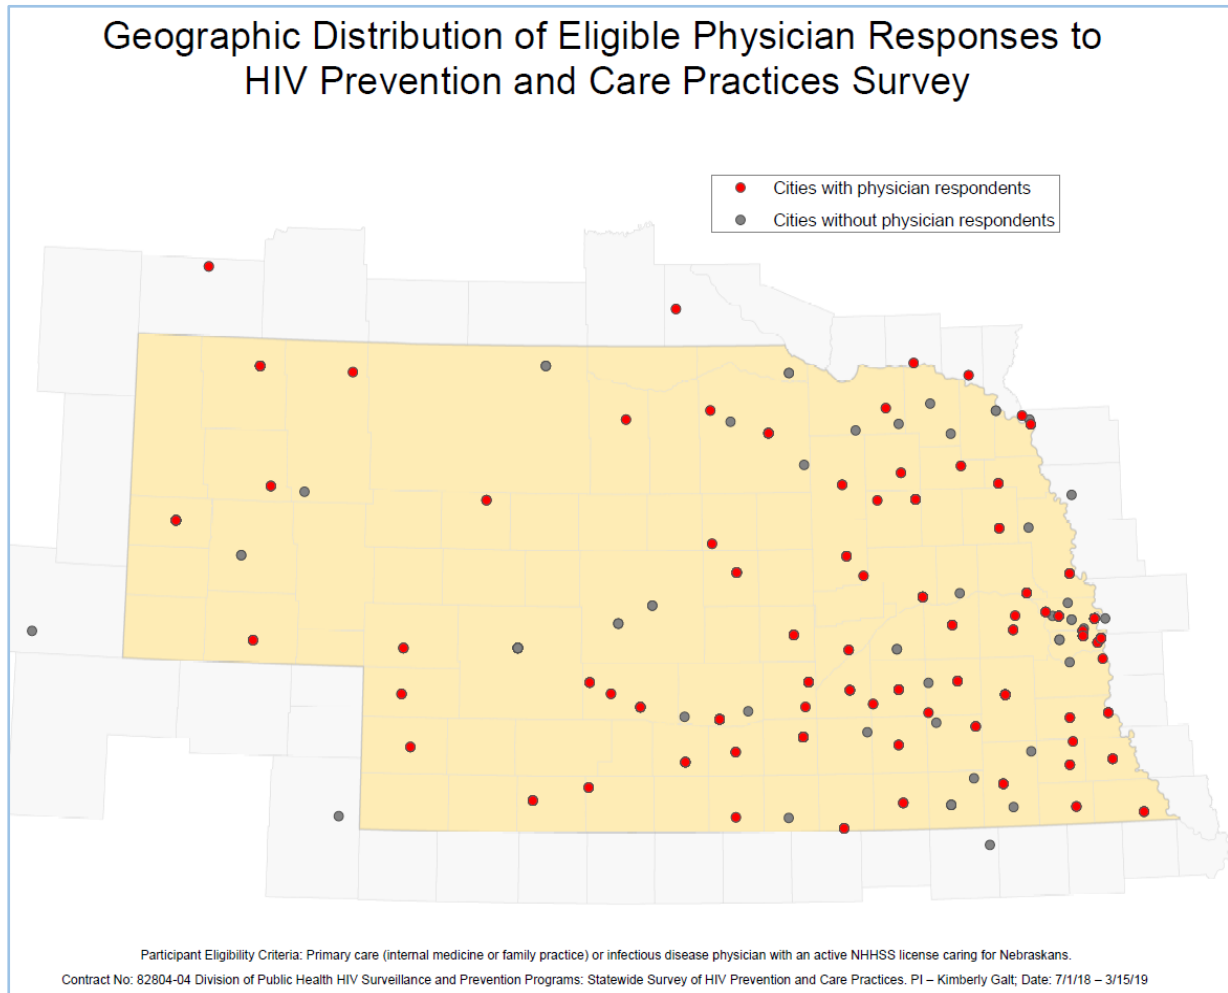 Geographic Distribution of Eligible Physician Responses to
HIV Prevention and Care Practices Survey
Cities with physician respondents
Cities without physician respondents
Participant Eligibility Criteria: Primary care (internal medicine or family practice) or infectious disease physician with an active NHHSS license caring for Nebraskans.
Contract No: 82804-04 Division of Public Health HIV Surveillance and Prevention Programs: Statewide Survey of HIV Prevention and Care Practices. PI – Kimberly Galt; Date: 7/1/18 – 3/15/19